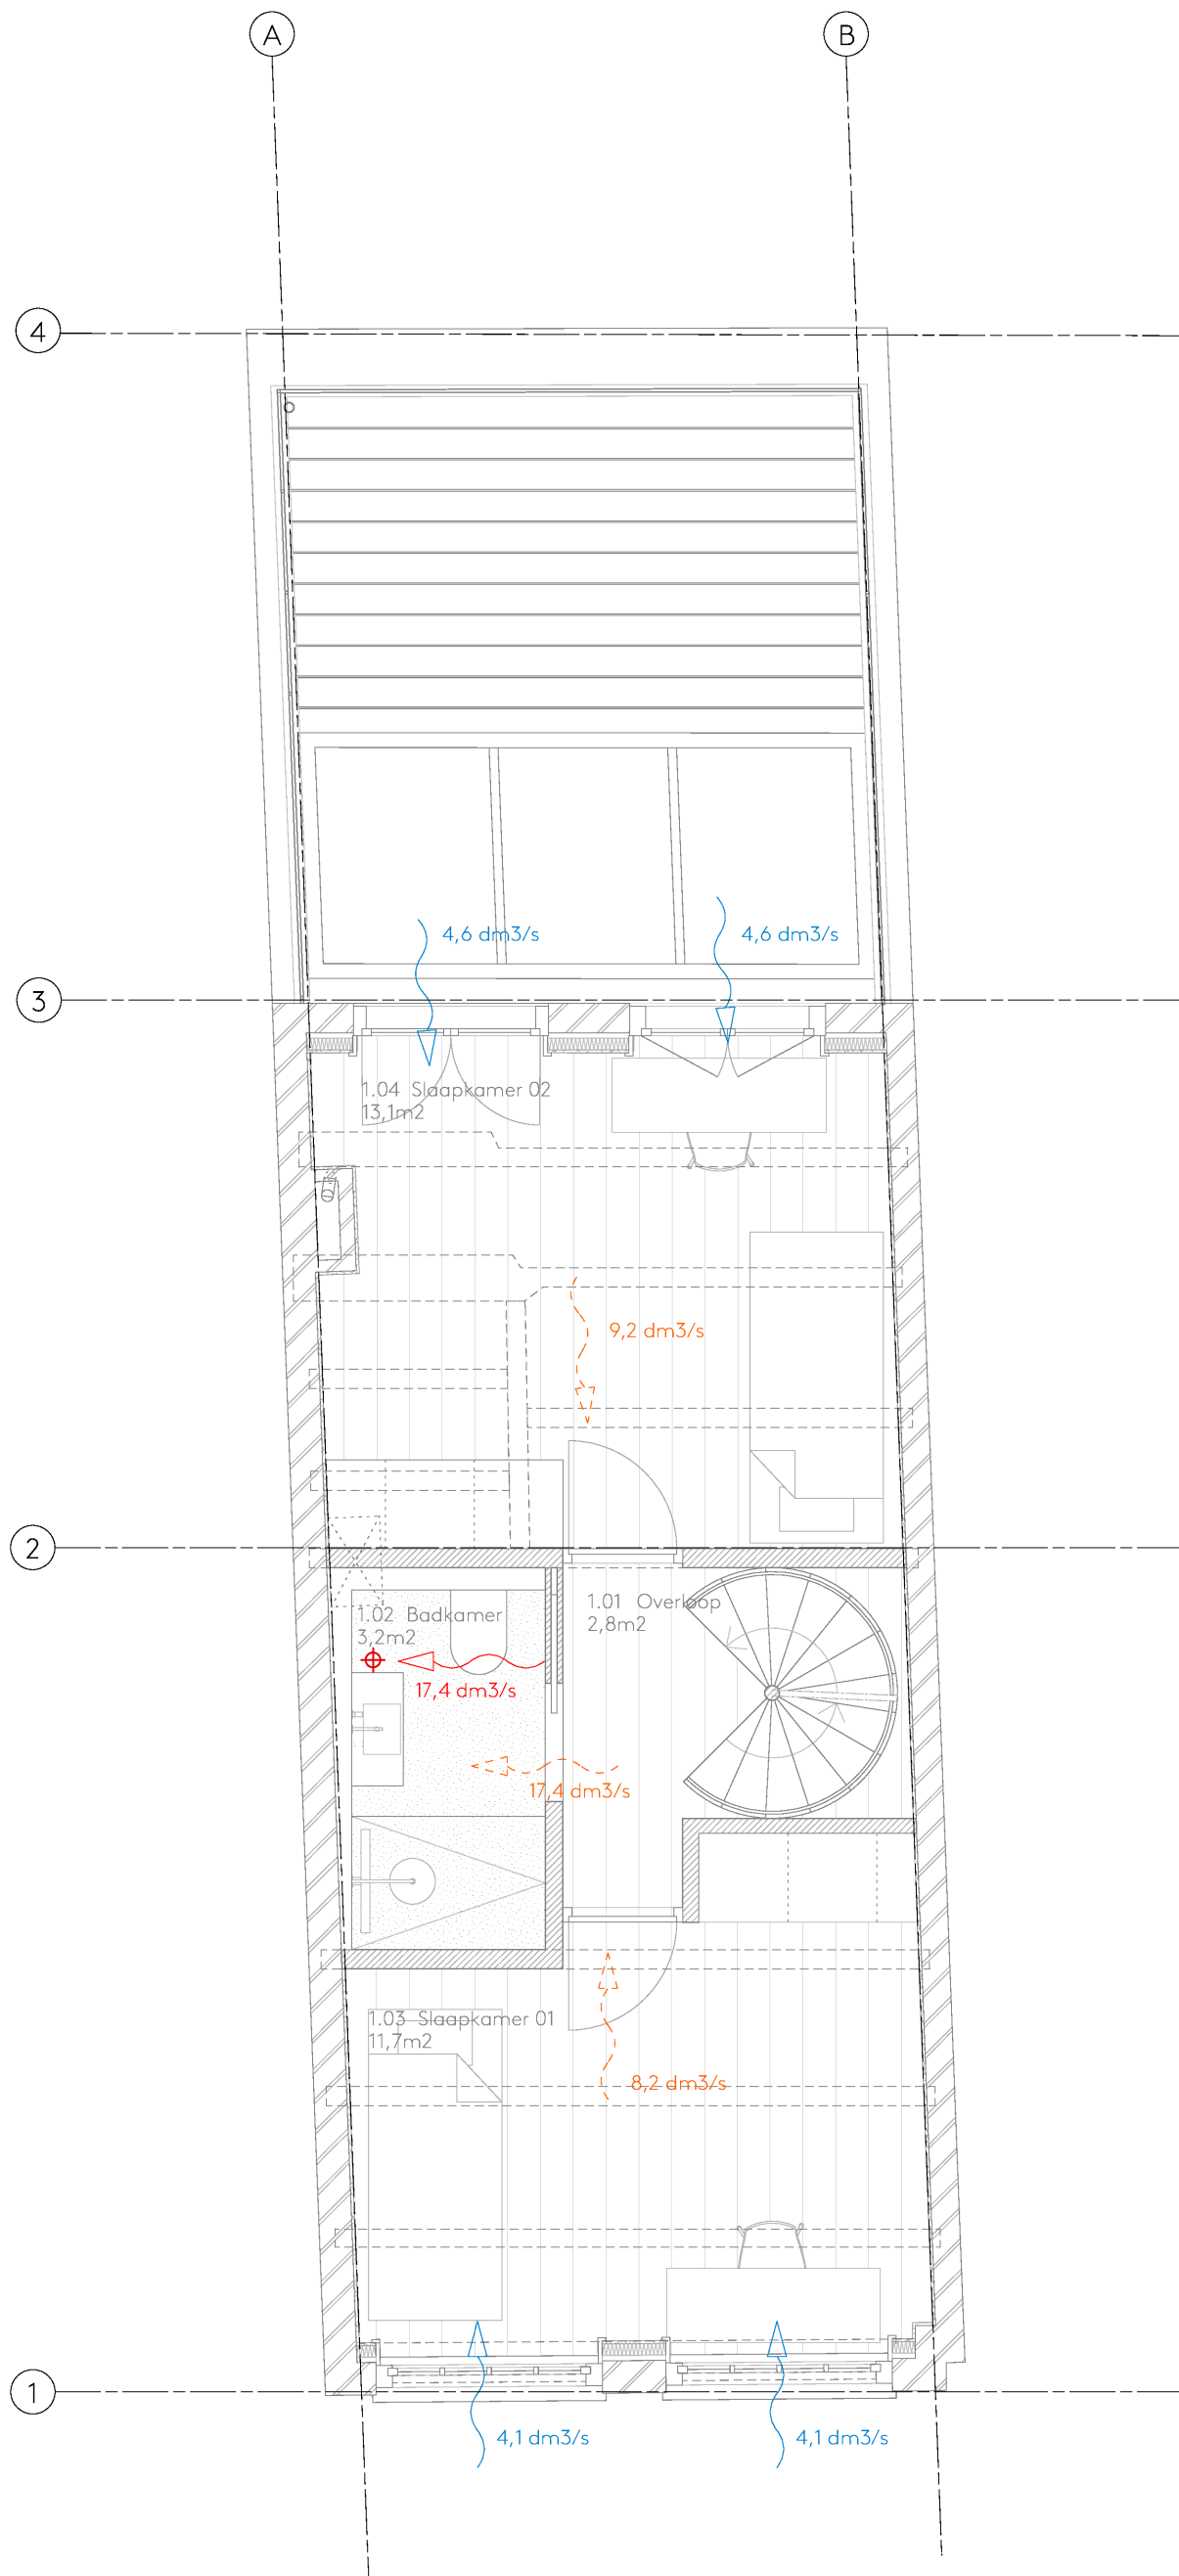 A
B
4
4,6 dm3/s
4,6 dm3/s
3
1.04 Slaapkamer 02
13,1m2
9,2 dm3/s
2
1.01 Overloop
2,8m2
1.02 Badkamer
3,2m2
17,4 dm3/s
17,4 dm3/s
1.03 Slaapkamer 01
11,7m2
8,2 dm3/s
1
4,1 dm3/s
4,1 dm3/s